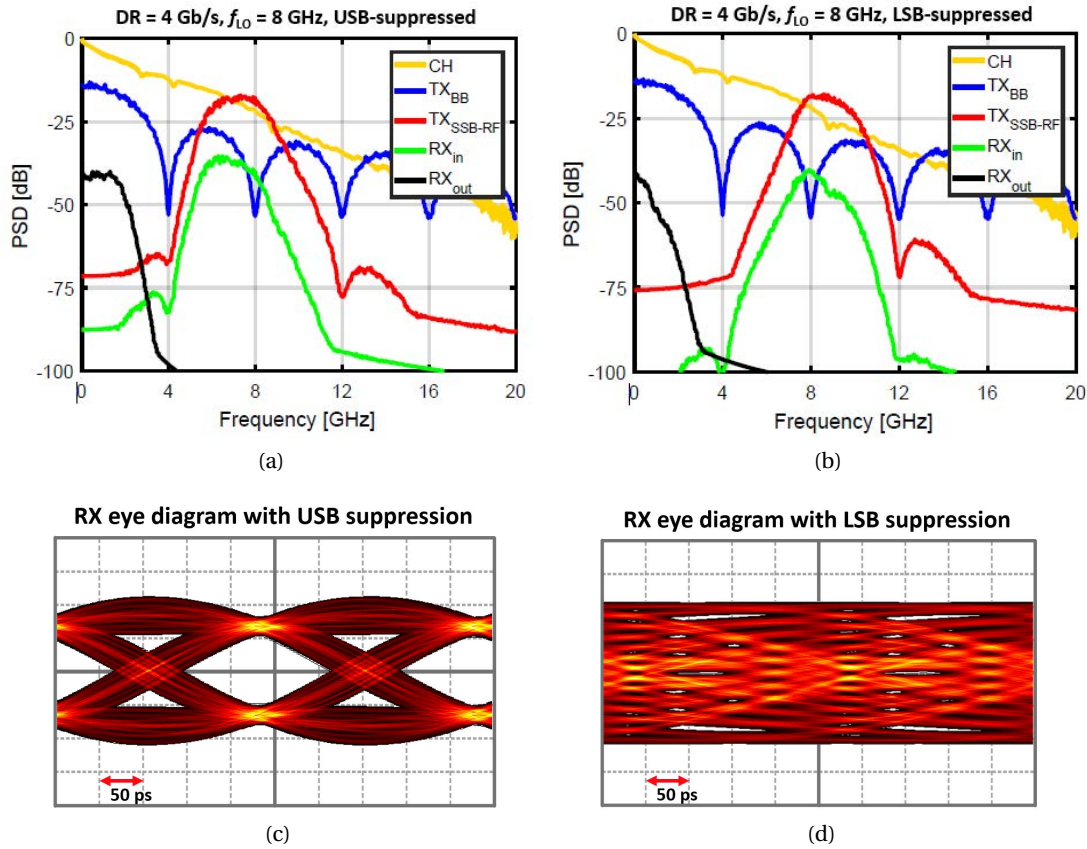 DR = 4 Gb/s, fLO = 8 GHz, USB-suppressed
0
-25
-50
-75
-100
PSD [dB]
CH
TXBB
TXSSB-RF
RXin
RXout
0 4 8 12 16 20
Frequency [GHz]
(a)
DR = 4 Gb/s, fLO = 8 GHz, LSB-suppressed
0
-25
-50
-75
-100
PSD [dB]
CH
TXBB
TXSSB-RF
RXin
RXout
0 4 8 12 16 20
Frequency [GHz]
(b)
RX eye diagram with USB suppression
50 ps
(c)
RX eye diagram with LSB suppression
50 ps
(d)